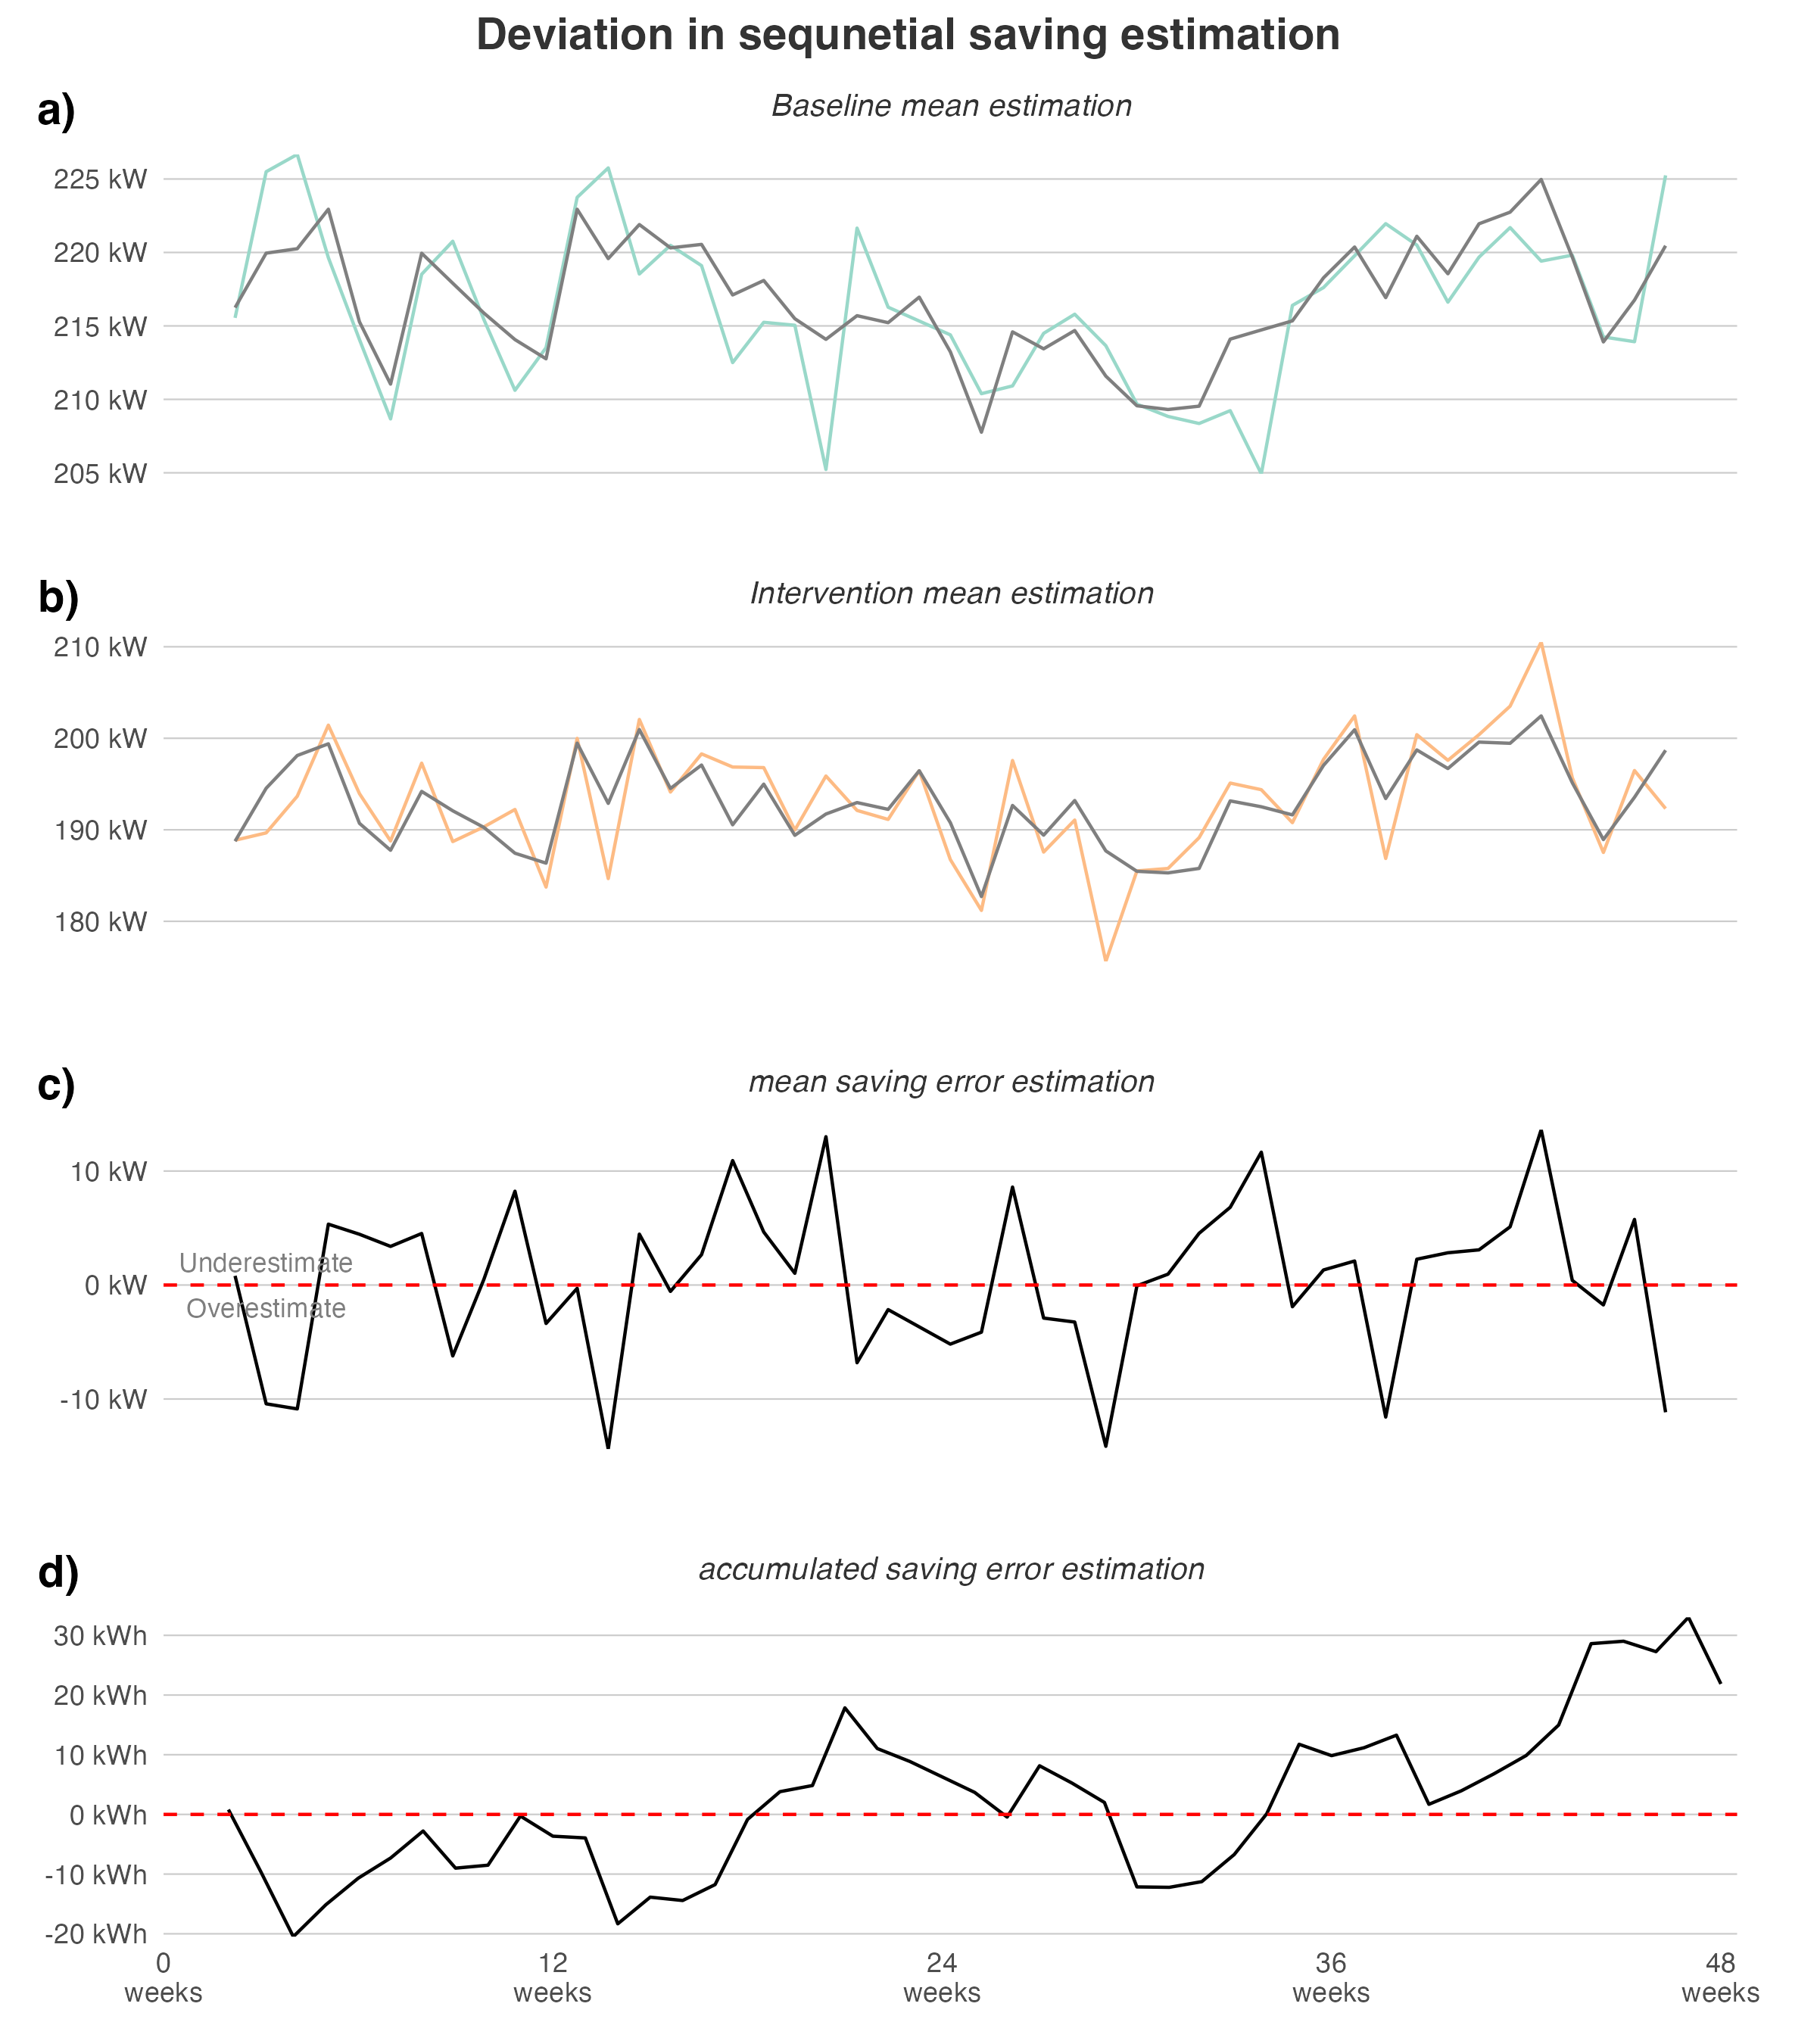 Deviation in sequnetial saving estimation
a)
Baseline mean estimation
225 kW
220 kW
215 kW
210 kW
205 kW
b)
Intervention mean estimation
210 kW
200 kW
190 kW
180 kW
c)
mean saving error estimation
10 kW
Underestimate
0 kW
Overestimate
-10 kW
d)
accumulated saving error estimation
30 kWh
20 kWh
10 kWh
0 kWh
-10 kWh
-20 kWh
0 12 24 36 48
weeks weeks weeks weeks weeks